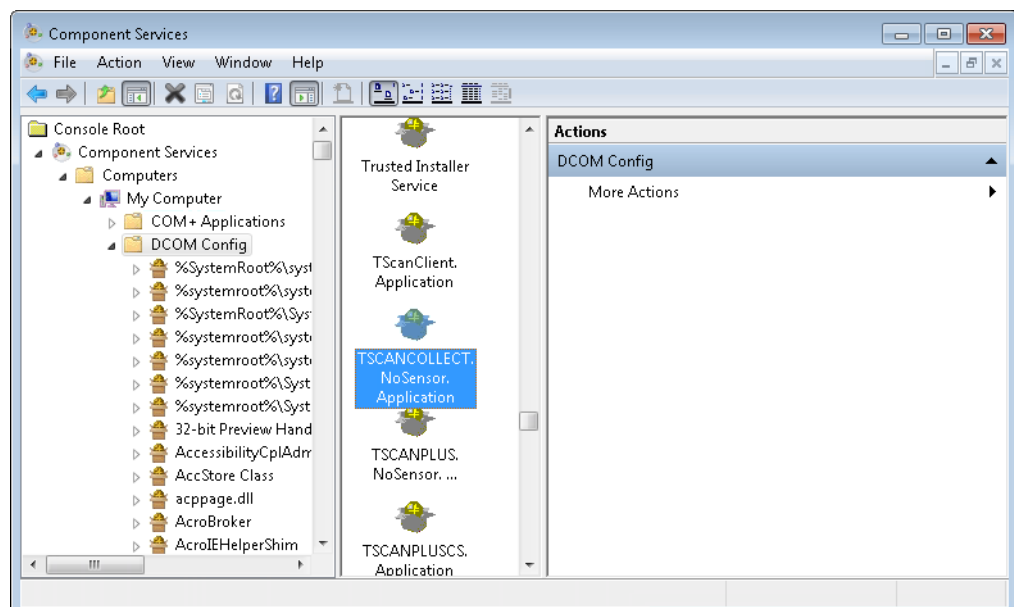 Component Services
File Action View Window Help
Console Root
Component Services
Computers
My Computer
COM+ Applications
DCOM Config
%SystemRoot%\syst
%systemroot%\syst
%SystemRoot%\Sys
%systemroot%\syst
%systemroot%\syst
%systemroot%\Syst
%systemroot%\Syst
32-bit Preview Hand
AccessibilityCplAdm
AccStore Class
acppage.dll
AcroBroker
AcroIEHelperShim
Trusted Installer
Service
TScanClient.
Application
TSCANCOLLECT.
NoSensor.
Application
TSCANPLUS.
NoSensor. ...
TSCANPLUSCS.
Application
Actions
DCOM Config
More Actions